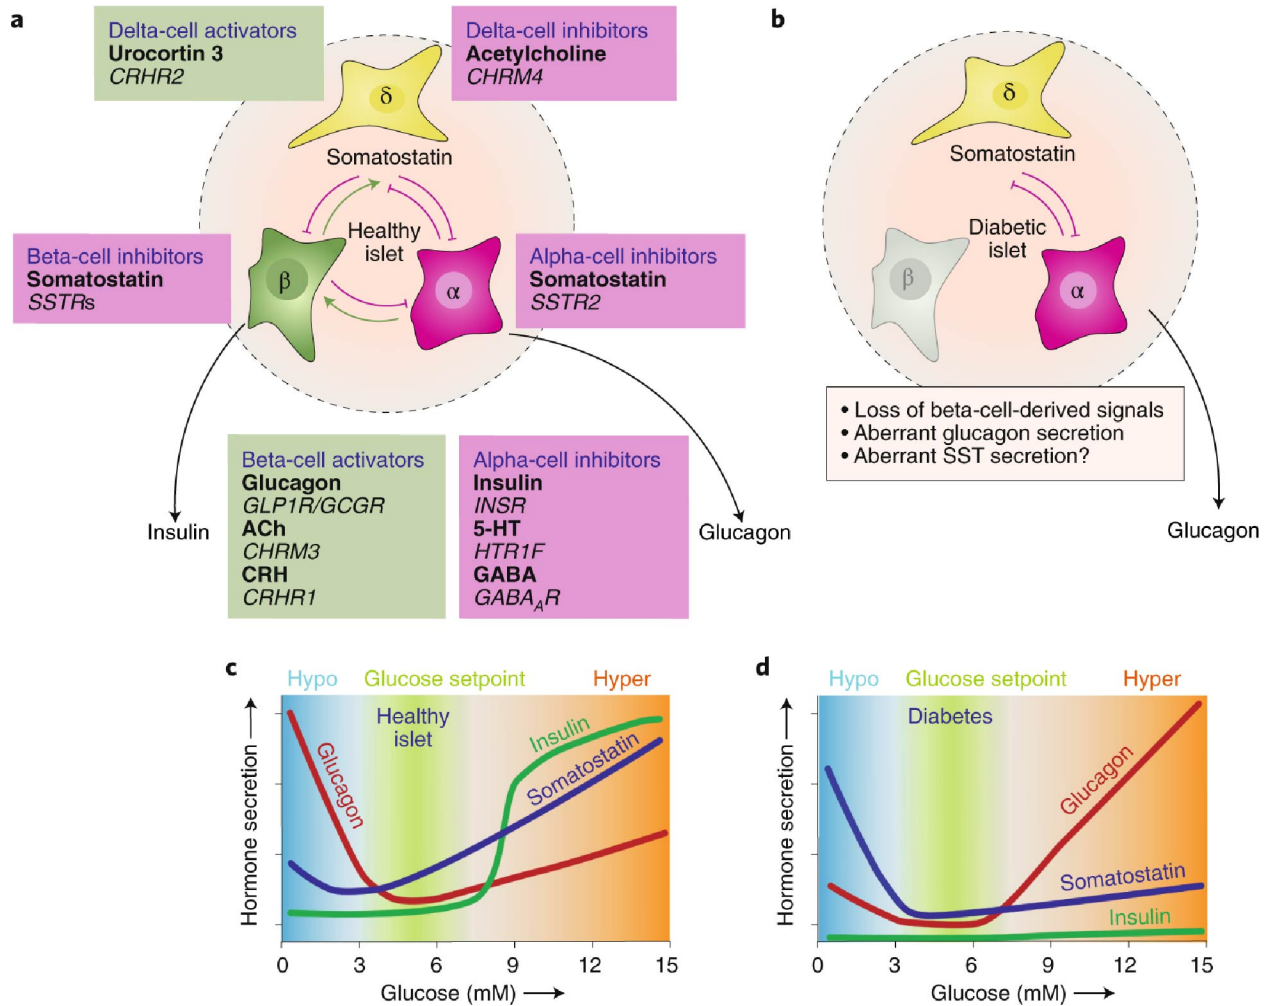 a
Delta-cell activators
Urocortin 3
CRHR2
Delta-cell inhibitors
Acetylcholine
CHRM4
δ
Somatostatin
Healthy
islet
Beta-cell inhibitors
Somatostatin
SSTRs
β
α
Alpha-cell inhibitors
Somatostatin
SSTR2
Insulin
Beta-cell activators
Glucagon
GLP1R/GCGR
ACh
CHRM3
CRH
CRHR1
Alpha-cell inhibitors
Insulin
INSR
5-HT
HTR1F
GABA
GABA_AR
Glucagon
b
δ
Somatostatin
Diabetic
islet
β
α
• Loss of beta-cell-derived signals
• Aberrant glucagon secretion
• Aberrant SST secretion?
Glucagon
c
Hypo Glucose setpoint Hyper
Healthy
islet
Glucagon
Insulin
Somatostatin
Hormone secretion
0 3 6 9 12 15
Glucose (mM)
d
Hypo Glucose setpoint Hyper
Diabetes
Glucagon
Somatostatin
Insulin
Hormone secretion
0 3 6 9 12 15
Glucose (mM)